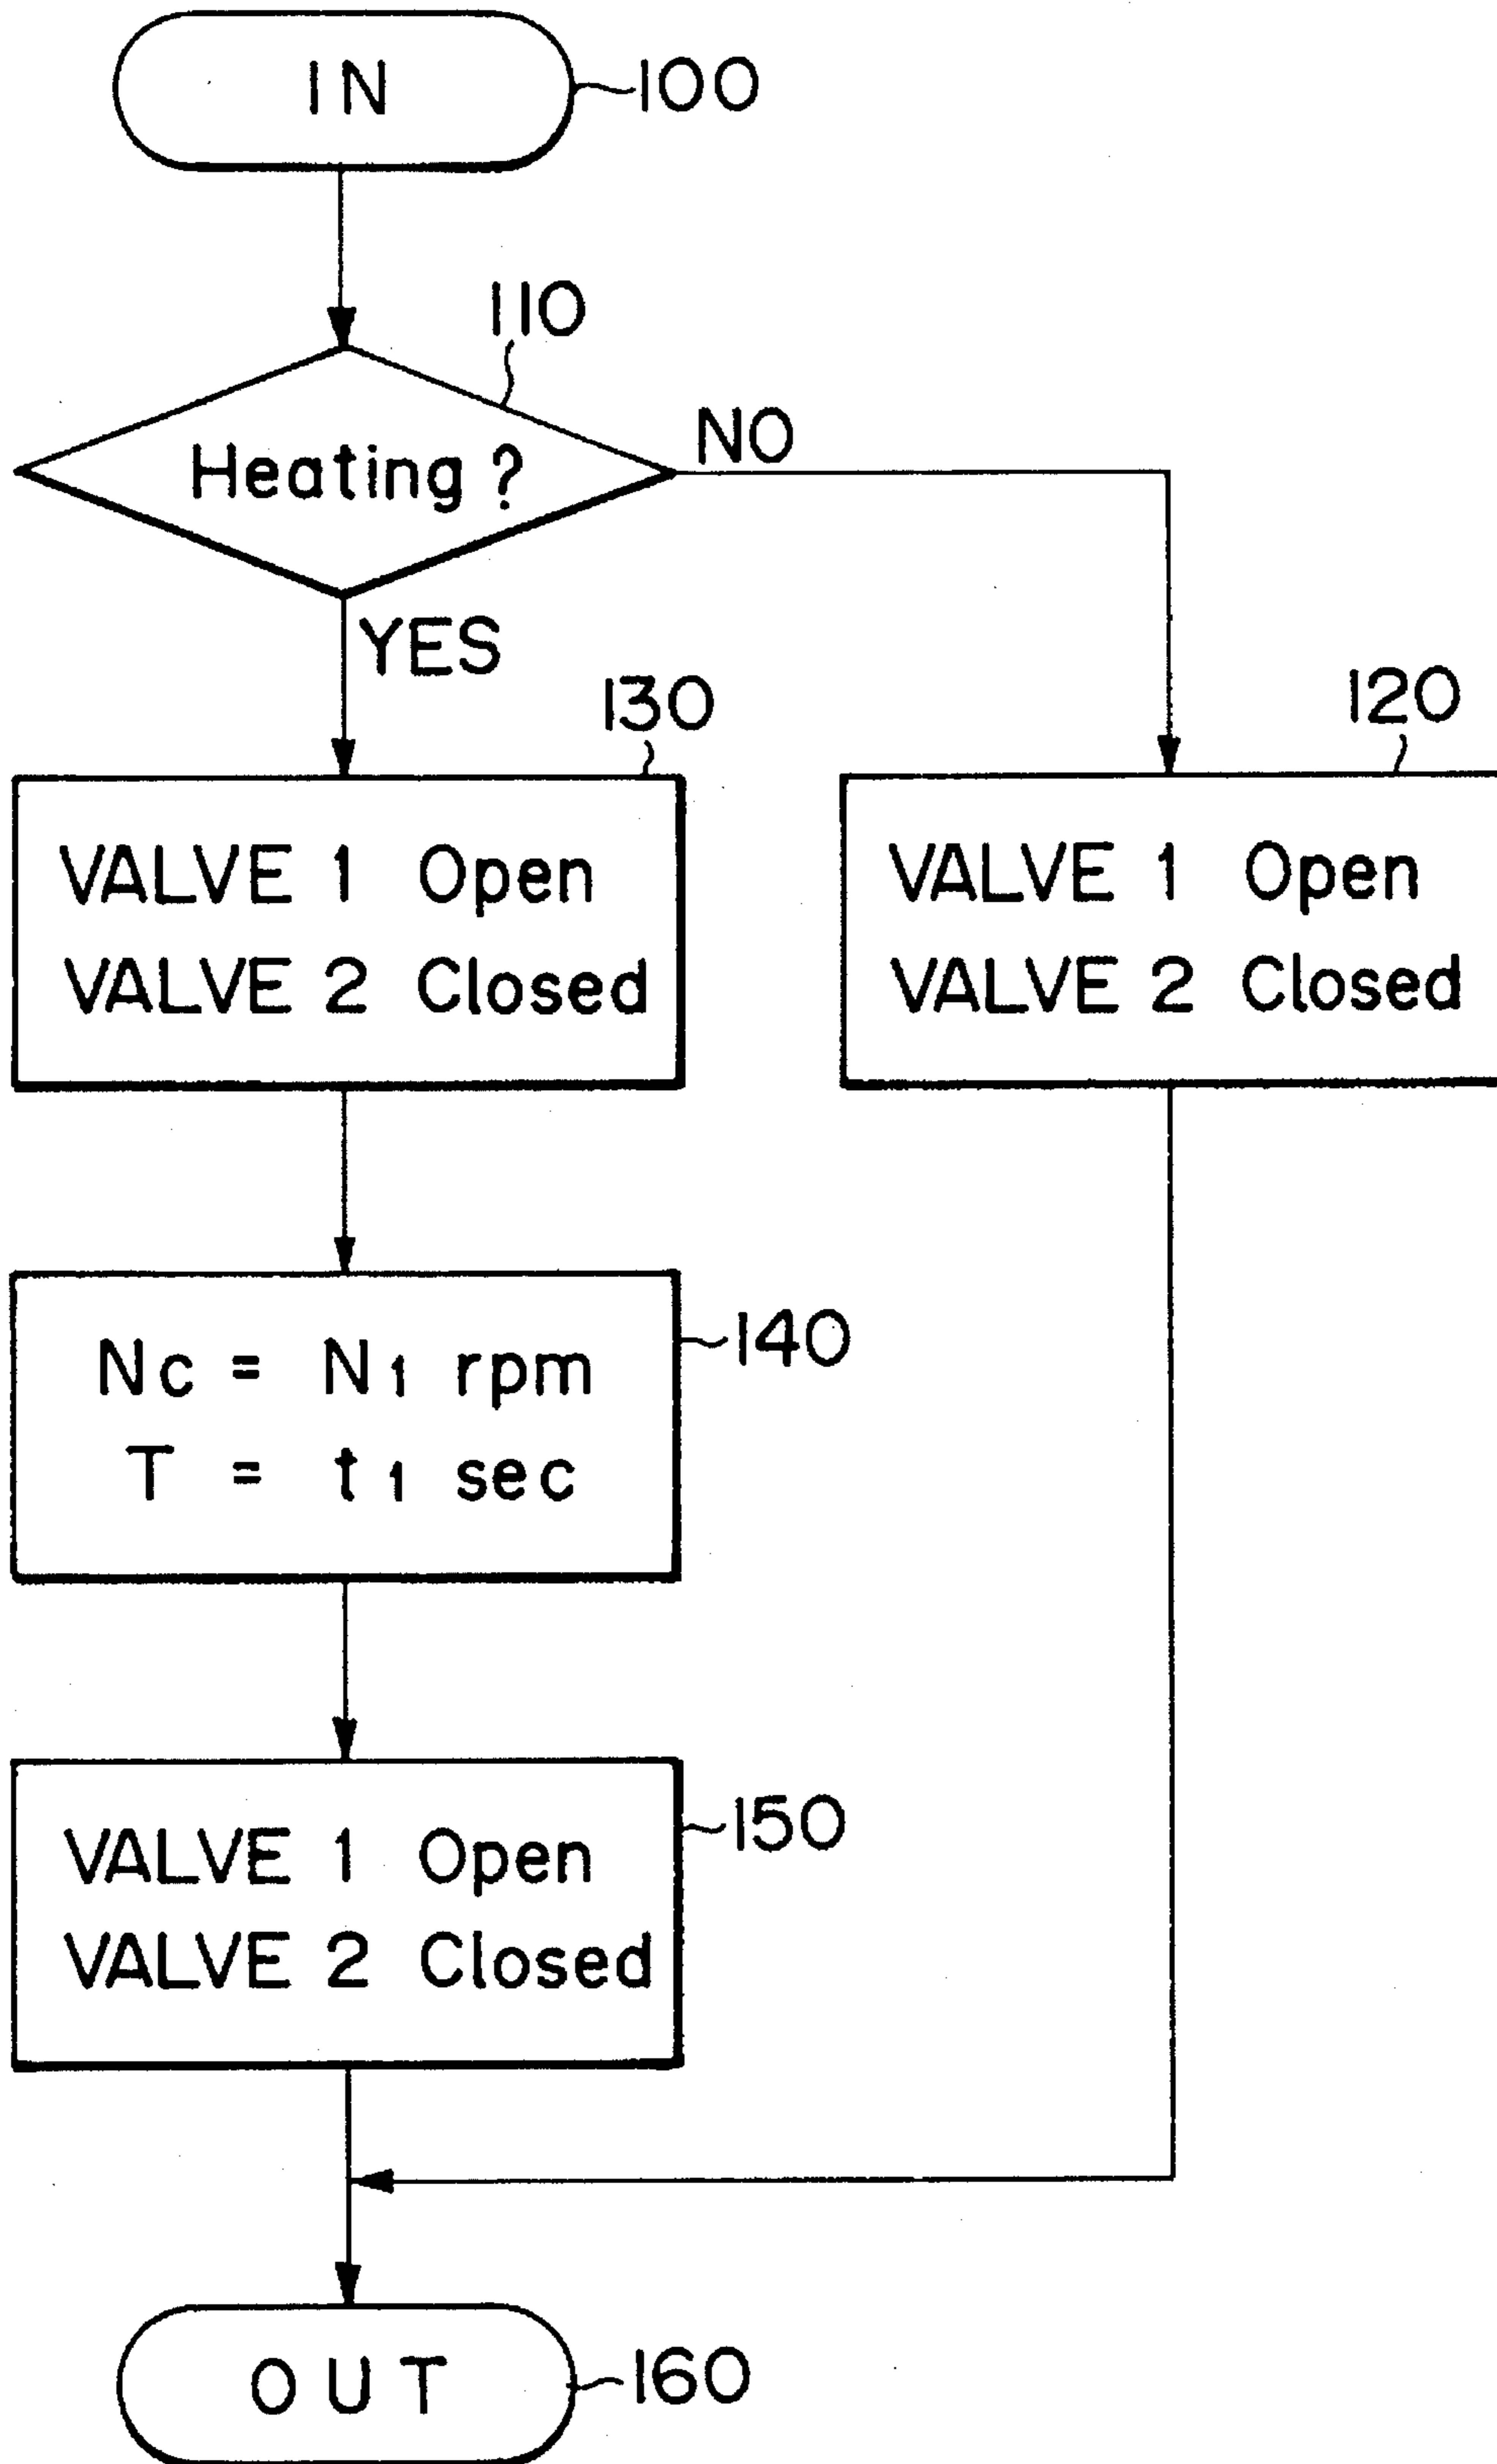 IN
100
110
Heating ?
NO
YES
130
VALVE 1 Open
VALVE 2 Closed
120
VALVE 1 Open
VALVE 2 Closed
140
Nc = N1 rpm
T = t1 sec
150
VALVE 1 Open
VALVE 2 Closed
OUT
160